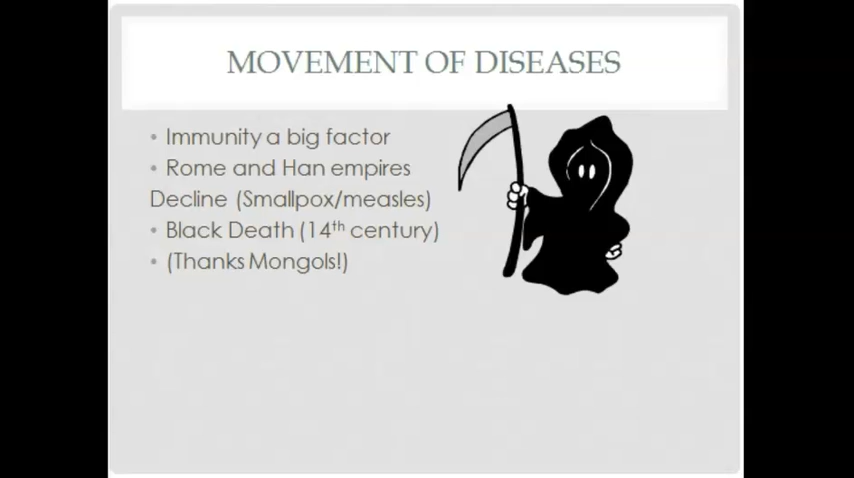 MOVEMENT OF DISEASES
• Immunity a big factor
• Rome and Han empires
Decline (Smallpox/measles)
• Black Death (14th century)
• (Thanks Mongols!)